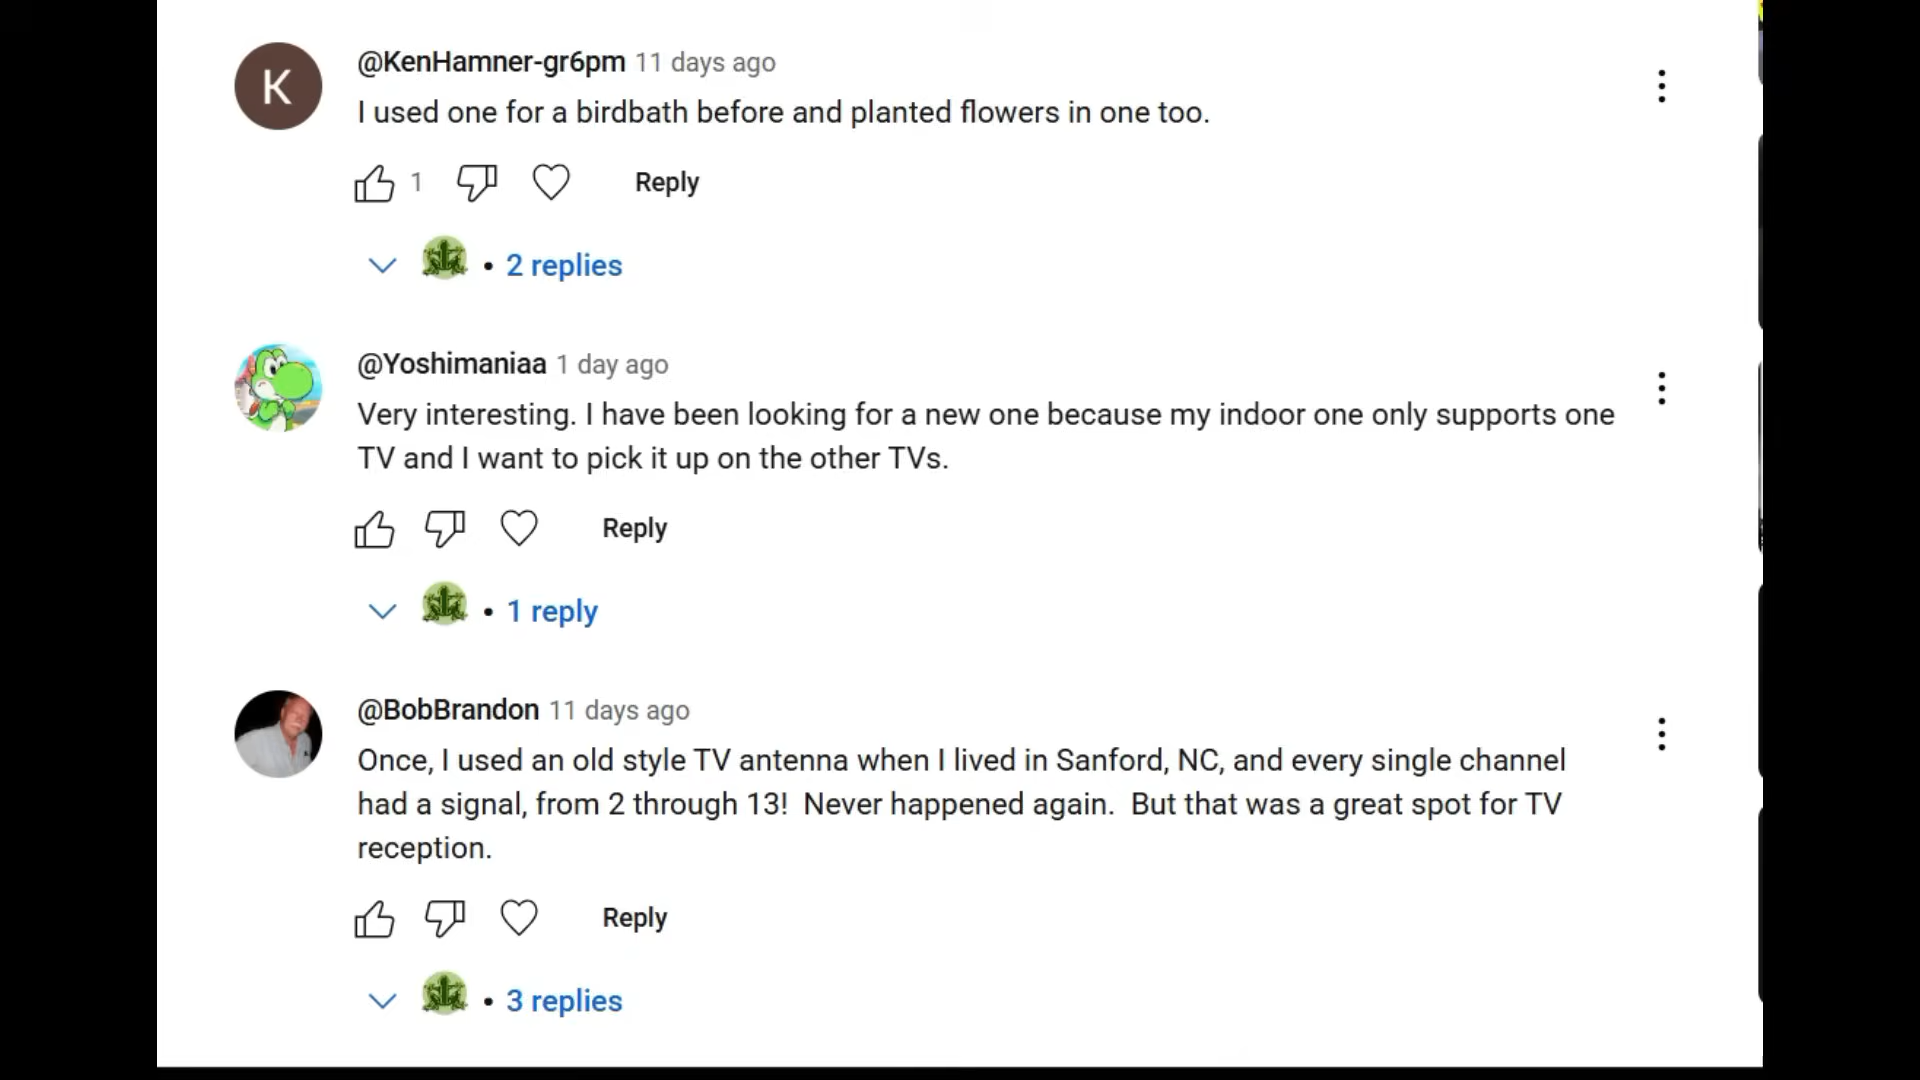 K
@KenHamner-gr6pm 11 days ago
I used one for a birdbath before and planted flowers in one too.
1 Reply
• 2 replies
@Yoshimaniaa 1 day ago
Very interesting. I have been looking for a new one because my indoor one only supports one
TV and I want to pick it up on the other TVs.
Reply
• 1 reply
@BobBrandon 11 days ago
Once, I used an old style TV antenna when I lived in Sanford, NC, and every single channel
had a signal, from 2 through 13!  Never happened again.  But that was a great spot for TV
reception.
Reply
• 3 replies